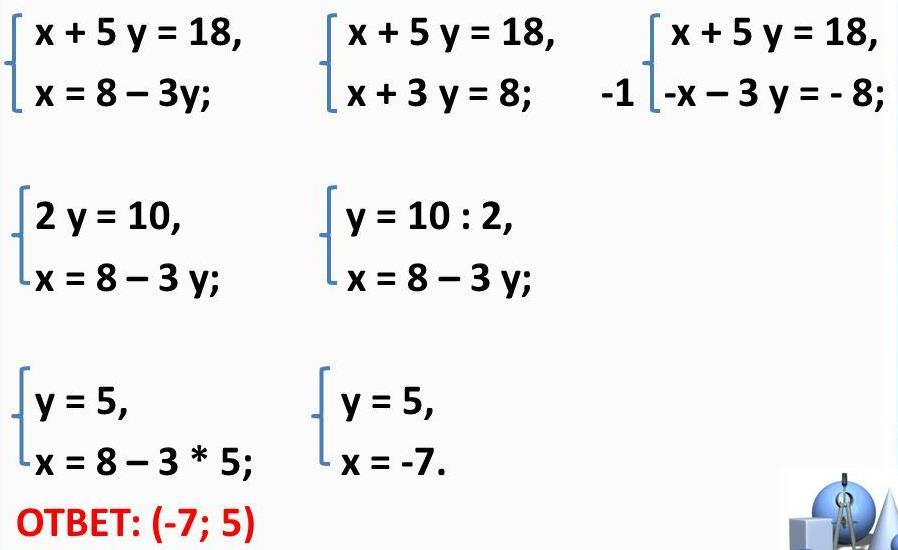 x + 5 y = 18,
x = 8 – 3y;
x + 5 y = 18,
x + 3 y = 8;
x + 5 y = 18,
-1 -x – 3 y = - 8;
2 y = 10,
x = 8 – 3 y;
y = 10 : 2,
x = 8 – 3 y;
y = 5,
x = 8 – 3 * 5;
y = 5,
x = -7.
ОТВЕТ: (-7; 5)